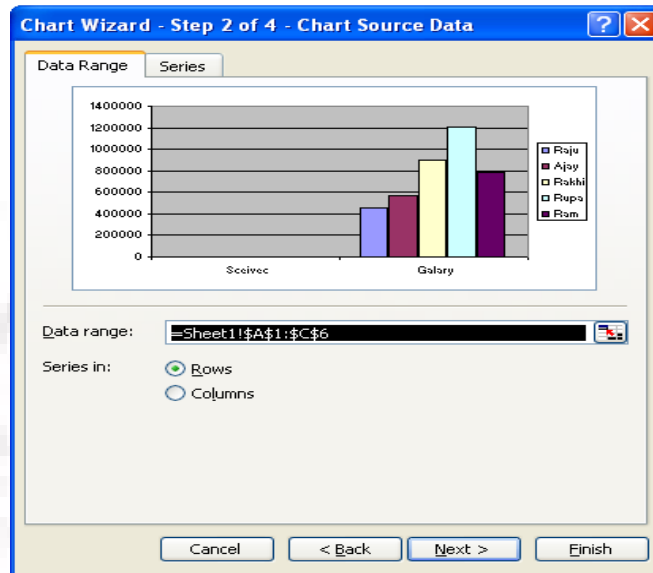 Chart Wizard - Step 2 of 4 - Chart Source Data
Data Range Series
1400000
1200000
1000000
800000
600000
400000
200000
0
Raju
Ajay
Rakhi
Rupa
Ram
Galary
Data range: =Sheet1!$A$1:$C$6
Series in: Rows
Columns
Cancel < Back Next > Finish